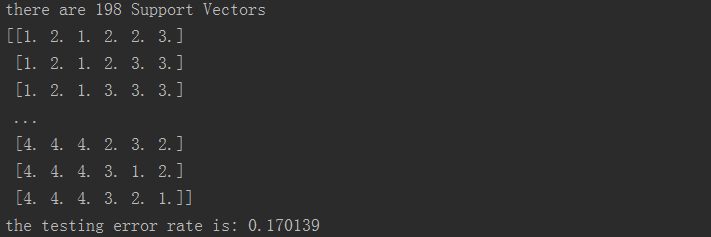 there are 198 Support Vectors
[[1. 2. 1. 2. 2. 3.]
 [1. 2. 1. 2. 3. 3.]
 [1. 2. 1. 3. 3. 3.]
 ...
 [4. 4. 4. 2. 3. 2.]
 [4. 4. 4. 3. 1. 2.]
 [4. 4. 4. 3. 2. 1.]]
the testing error rate is: 0.170139